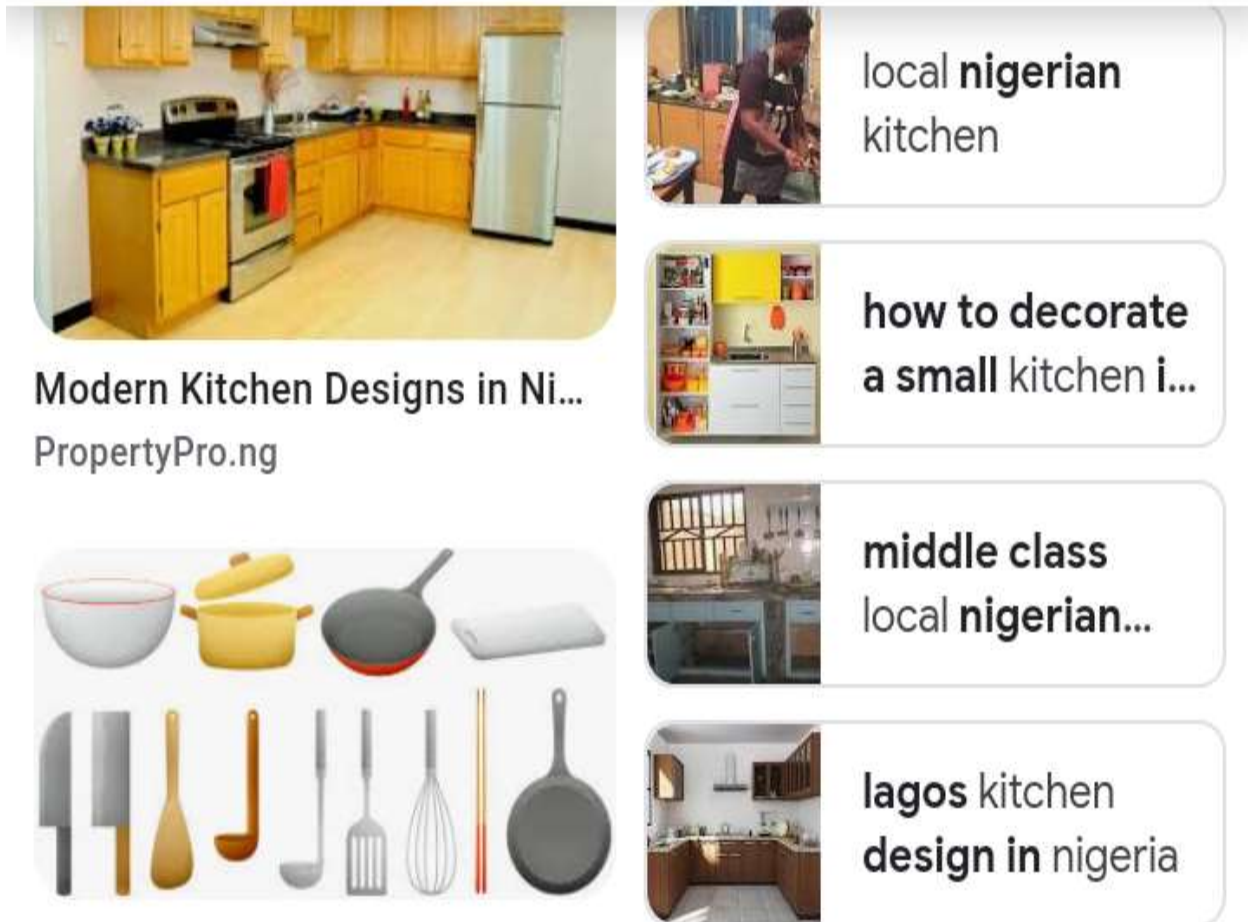 Modern Kitchen Designs in Ni...
PropertyPro.ng
local nigerian
kitchen
how to decorate
a small kitchen i...
middle class
local nigerian...
lagos kitchen
design in nigeria